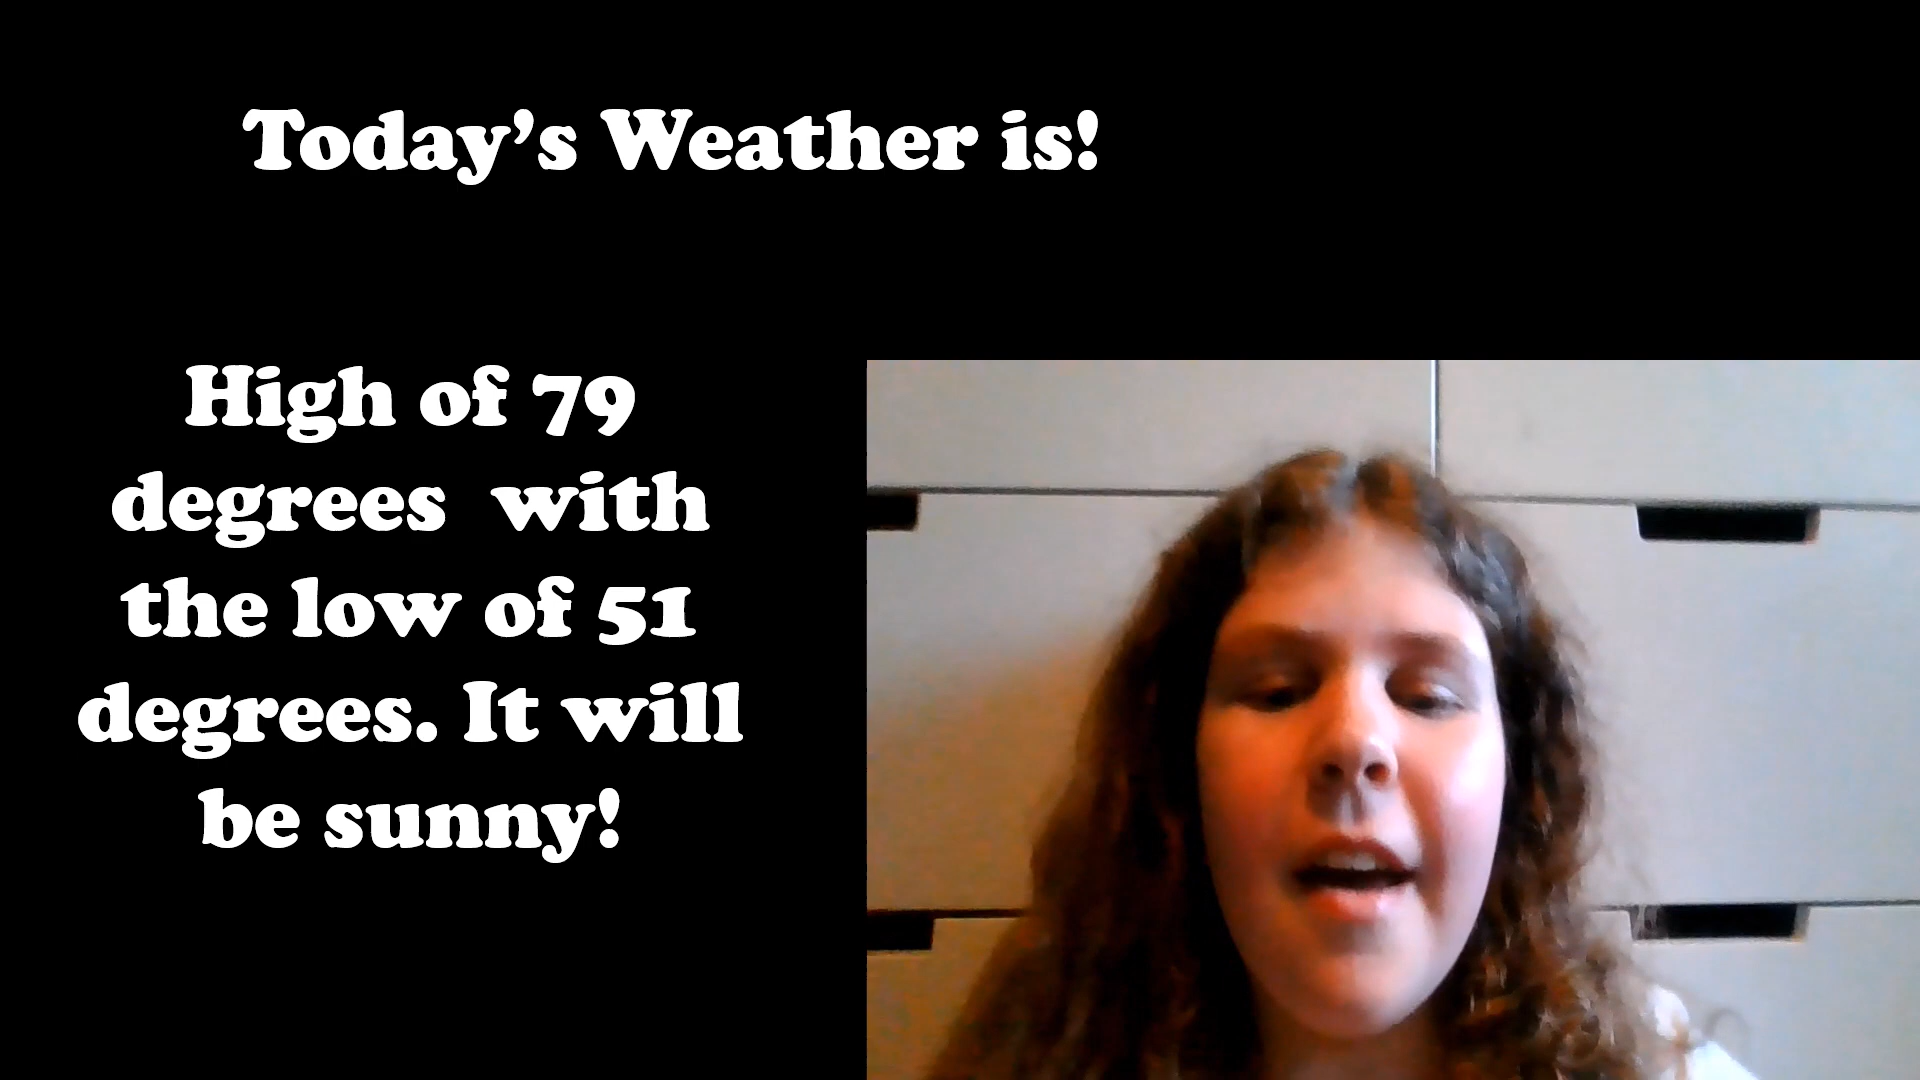 Today’s Weather is!
High of 79
degrees  with
the low of 51
degrees. It will
be sunny!